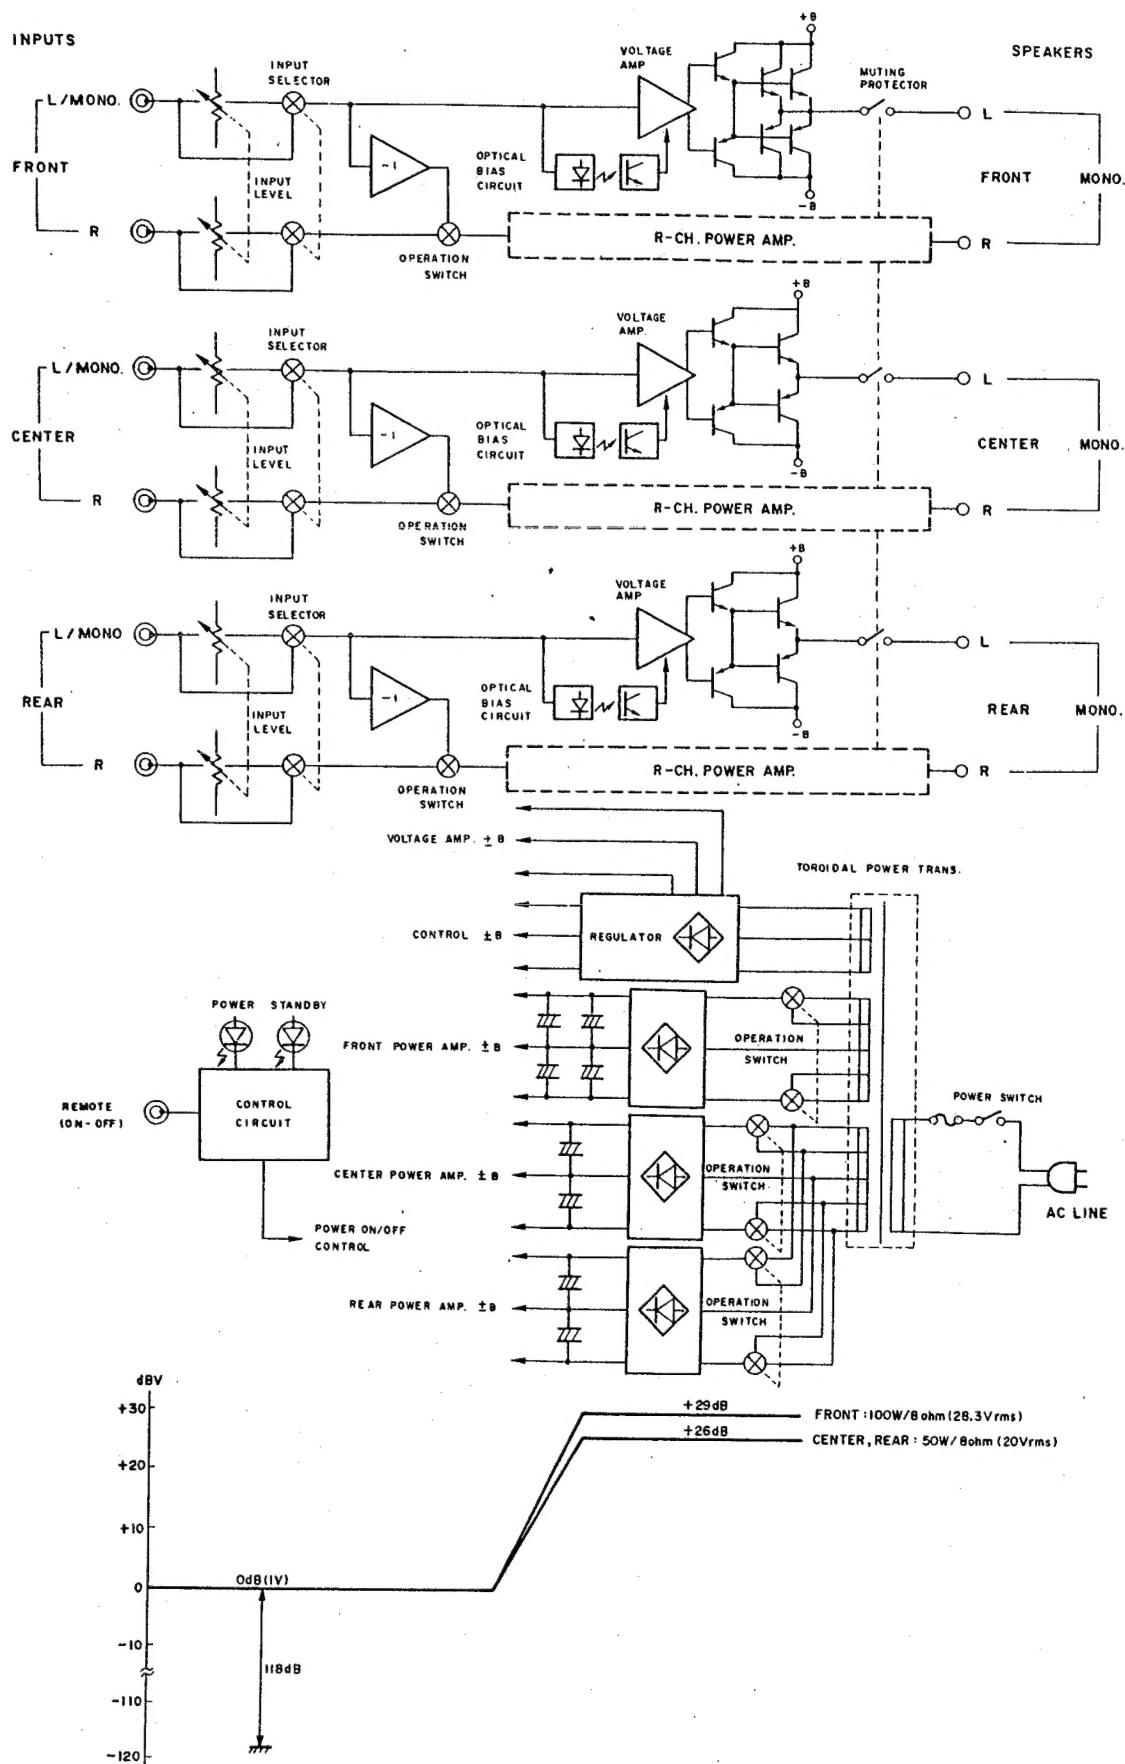 INPUTS
SPEAKERS
L/MONO.
FRONT
R
INPUT
SELECTOR
INPUT
LEVEL
-1
OPERATION
SWITCH
OPTICAL
BIAS
CIRCUIT
VOLTAGE
AMP
+B
-B
MUTING
PROTECTOR
R-CH. POWER AMP.
L
FRONT
MONO.
R
L/MONO.
CENTER
R
INPUT
SELECTOR
INPUT
LEVEL
-1
OPERATION
SWITCH
OPTICAL
BIAS
CIRCUIT
VOLTAGE
AMP.
+B
-B
R-CH. POWER AMP.
L
CENTER
MONO.
R
L/MONO
REAR
R
INPUT
SELECTOR
INPUT
LEVEL
-1
OPERATION
SWITCH
OPTICAL
BIAS
CIRCUIT
VOLTAGE
AMP
+B
-B
R-CH. POWER AMP.
L
REAR
MONO.
R
VOLTAGE AMP. ±B
TOROIDAL POWER TRANS.
CONTROL ±B
REGULATOR
POWER STANDBY
FRONT POWER AMP. ±B
OPERATION
SWITCH
REMOTE
(ON-OFF)
CONTROL
CIRCUIT
POWER SWITCH
CENTER POWER AMP. ±B
OPERATION
SWITCH
AC LINE
POWER ON/OFF
CONTROL
REAR POWER AMP. ±B
OPERATION
SWITCH
dBV
+30
+29dB
FRONT:100W/8ohm(28.3Vrms)
+26dB
CENTER, REAR: 50W/8ohm(20Vrms)
+20
+10
0
0dB(1V)
-10
118dB
-110
-120